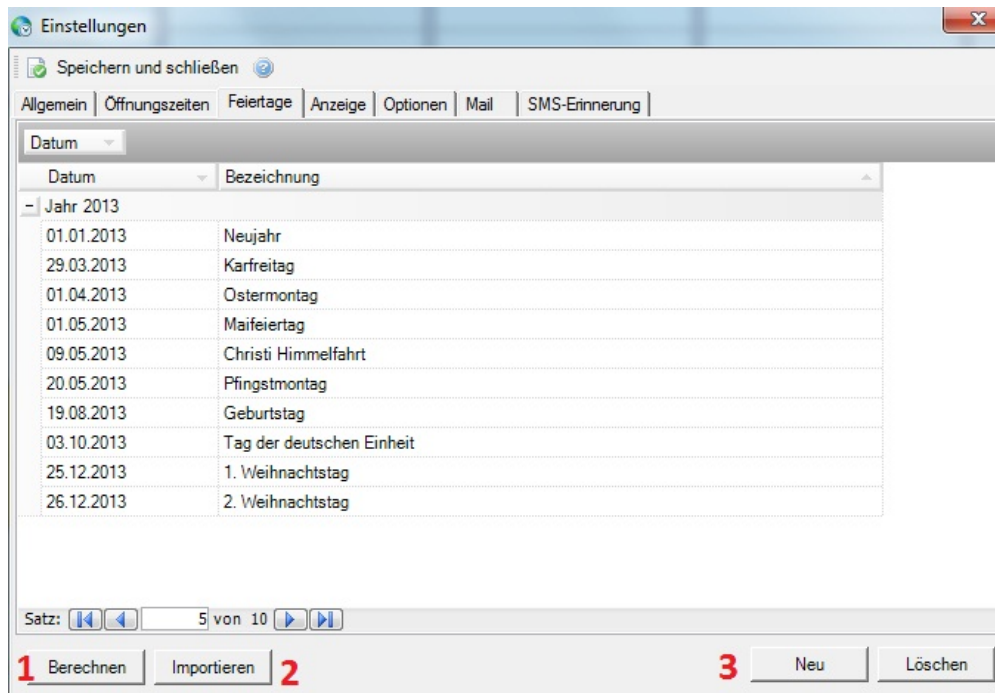 Einstellungen
Speichern und schließen
Allgemein Öffnungszeiten Feiertage Anzeige Optionen Mail SMS-Erinnerung
Datum
Datum Bezeichnung
Jahr 2013
01.01.2013 Neujahr
29.03.2013 Karfreitag
01.04.2013 Ostermontag
01.05.2013 Maifeiertag
09.05.2013 Christi Himmelfahrt
20.05.2013 Pfingstmontag
19.08.2013 Geburtstag
03.10.2013 Tag der deutschen Einheit
25.12.2013 1. Weihnachtstag
26.12.2013 2. Weihnachtstag
Satz: 5 von 10
1 Berechnen Importieren 2 3 Neu Löschen